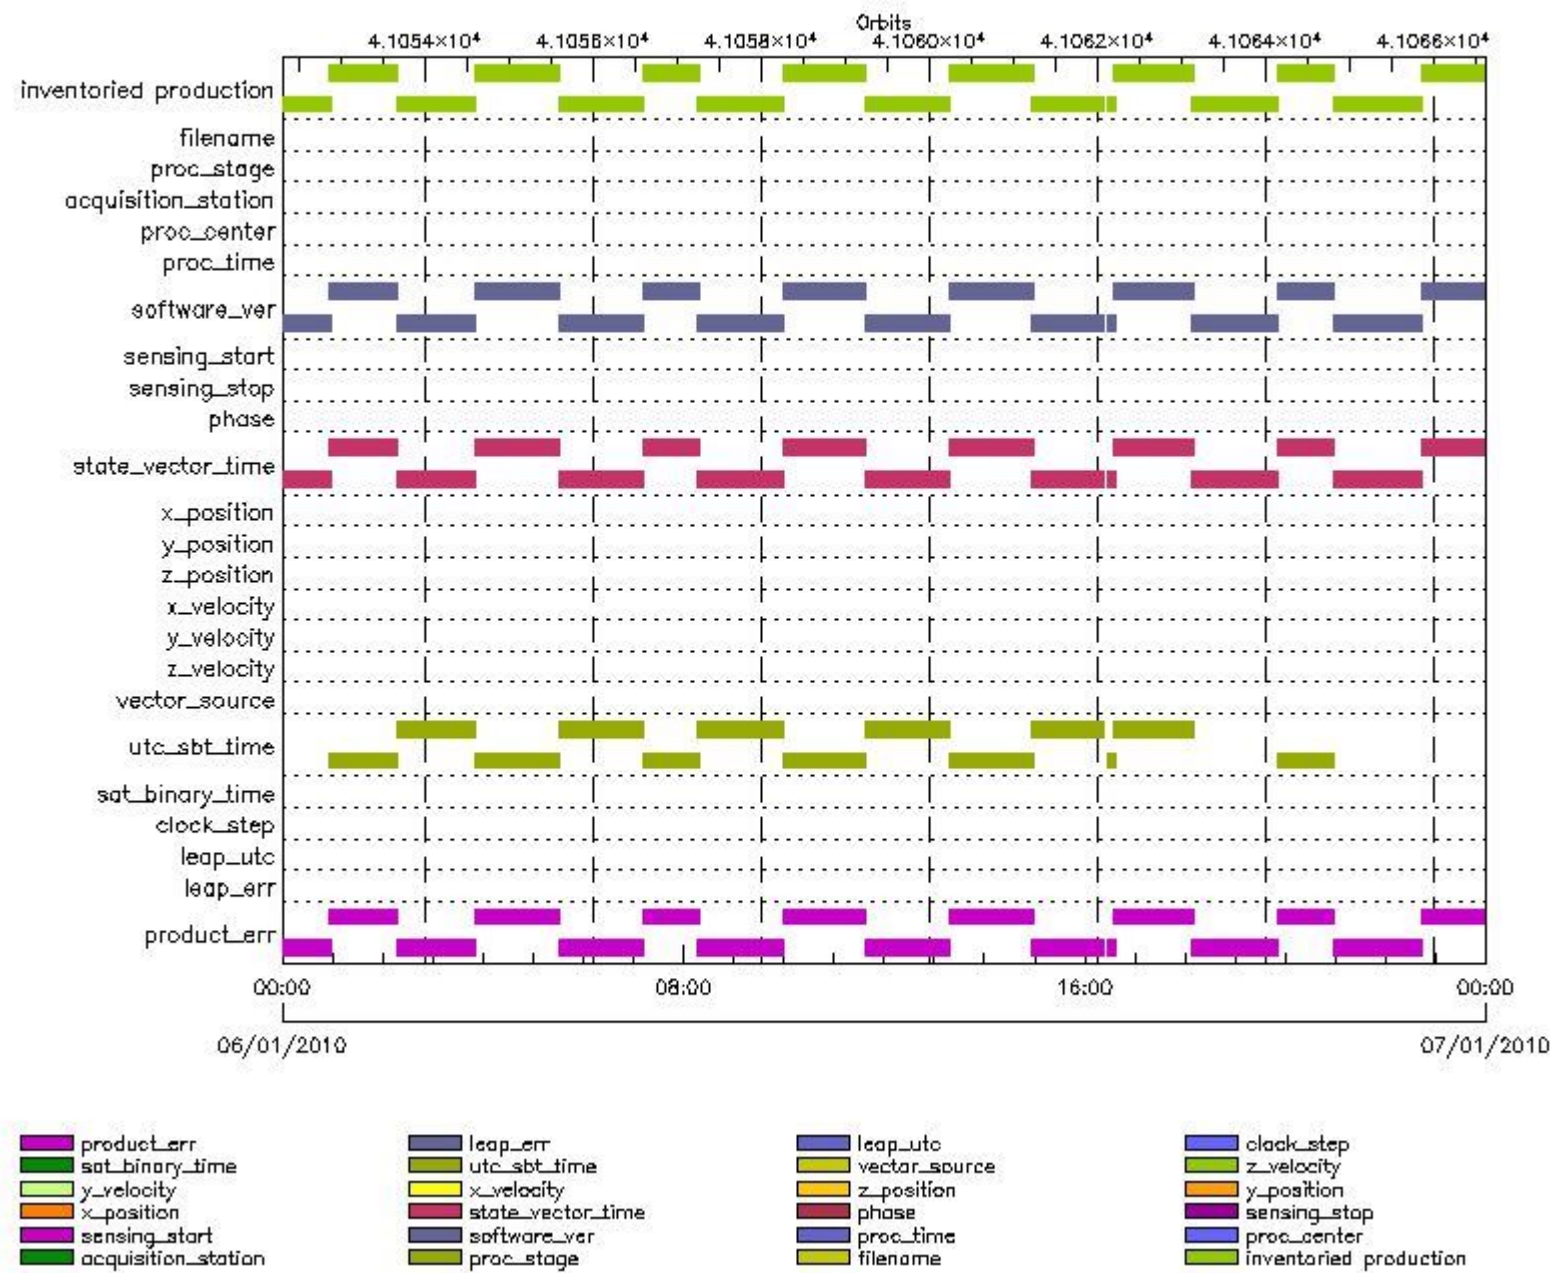 Orbits
4.1054×10⁴ 4.1056×10⁴ 4.1058×10⁴ 4.1060×10⁴ 4.1062×10⁴ 4.1064×10⁴ 4.1066×10⁴
inventoried production
filename
proc_stage
acquisition_station
proc_center
proc_time
software_ver
sensing_start
sensing_stop
phase
state_vector_time
x_position
y_position
z_position
x_velocity
y_velocity
z_velocity
vector_source
utc_sbt_time
sat_binary_time
clock_step
leap_utc
leap_err
product_err
00:00 08:00 16:00 00:00
06/01/2010 07/01/2010
product_err leap_err leap_utc clock_step
sat_binary_time utc_sbt_time vector_source z_velocity
y_velocity x_velocity z_position y_position
x_position state_vector_time phase sensing_stop
sensing_start software_ver proc_time proc_center
acquisition_station proc_stage filename inventoried production